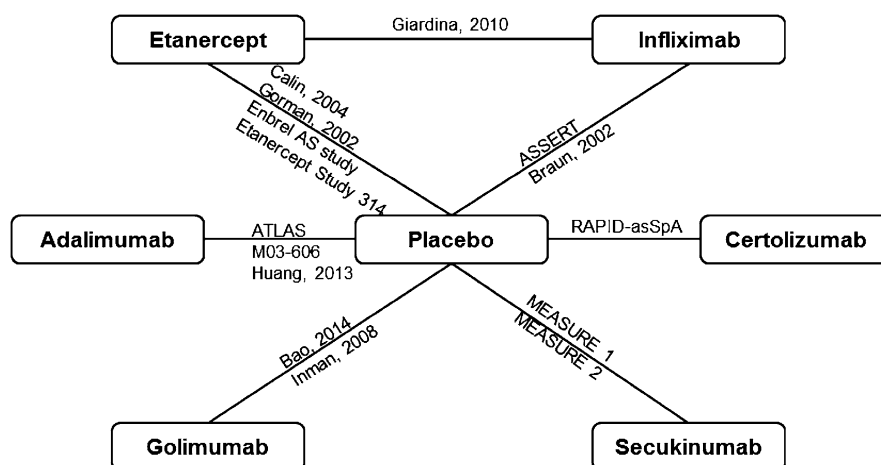 Etanercept
Giardina, 2010
Infliximab
Calin, 2004
Gorman, 2002
Enbrel AS study
Etanercept Study 314
ASSERT
Braun, 2002
Adalimumab
ATLAS
M03-606
Huang, 2013
Placebo
RAPID-asSpA
Certolizumab
Bao, 2014
Inman, 2008
MEASURE 1
MEASURE 2
Golimumab
Secukinumab